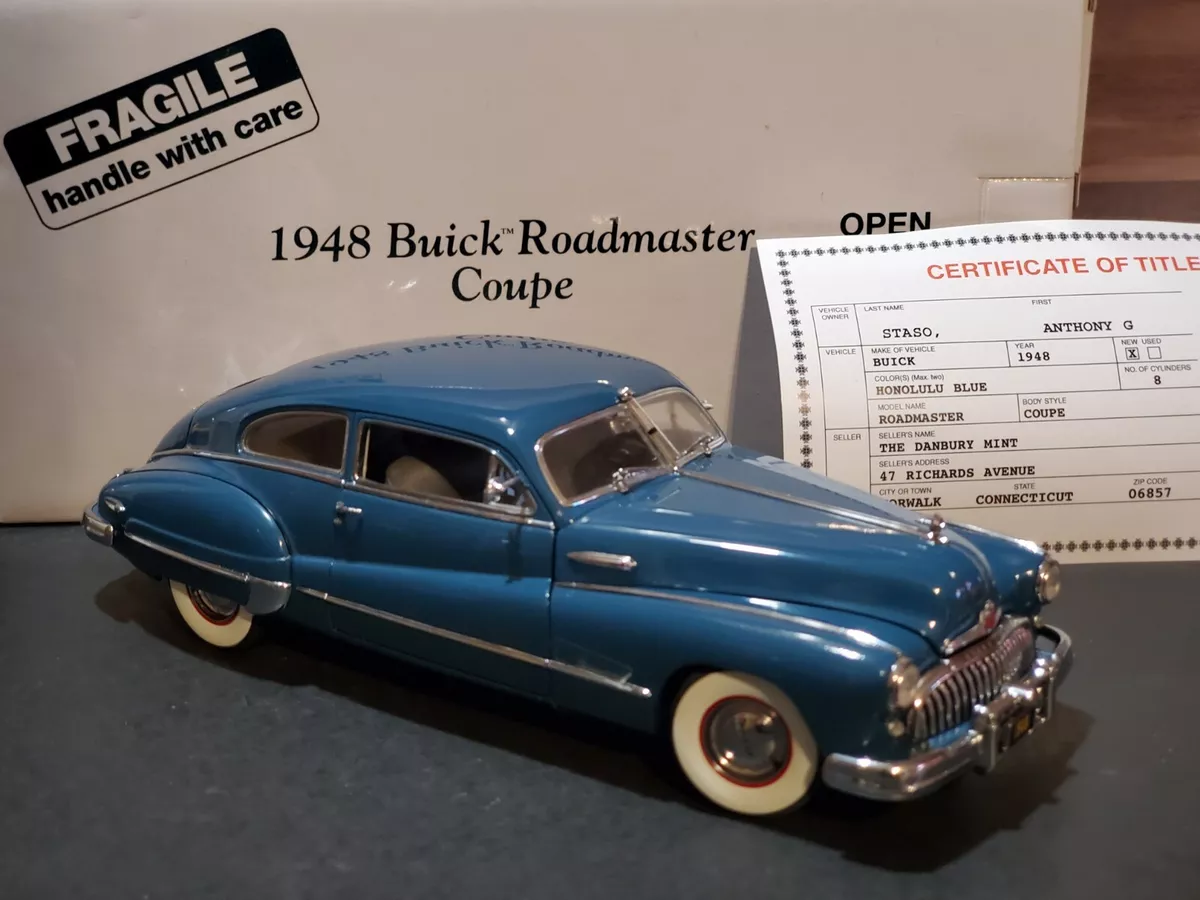 FRAGILE
handle with care
1948 Buick™ Roadmaster
Coupe
OPEN
CERTIFICATE OF TITLE
VEHICLE OWNER
LAST NAME
FIRST
STASO,
ANTHONY G
VEHICLE
MAKE OF VEHICLE
YEAR
NEW USED
BUICK
1948
X
COLOR(S) (Max. two)
NO. OF CYLINDERS
HONOLULU BLUE
8
MODEL NAME
BODY STYLE
ROADMASTER
COUPE
SELLER
SELLER'S NAME
THE DANBURY MINT
SELLER'S ADDRESS
47 RICHARDS AVENUE
CITY OR TOWN
STATE
ZIP CODE
ORWALK
CONNECTICUT
06857